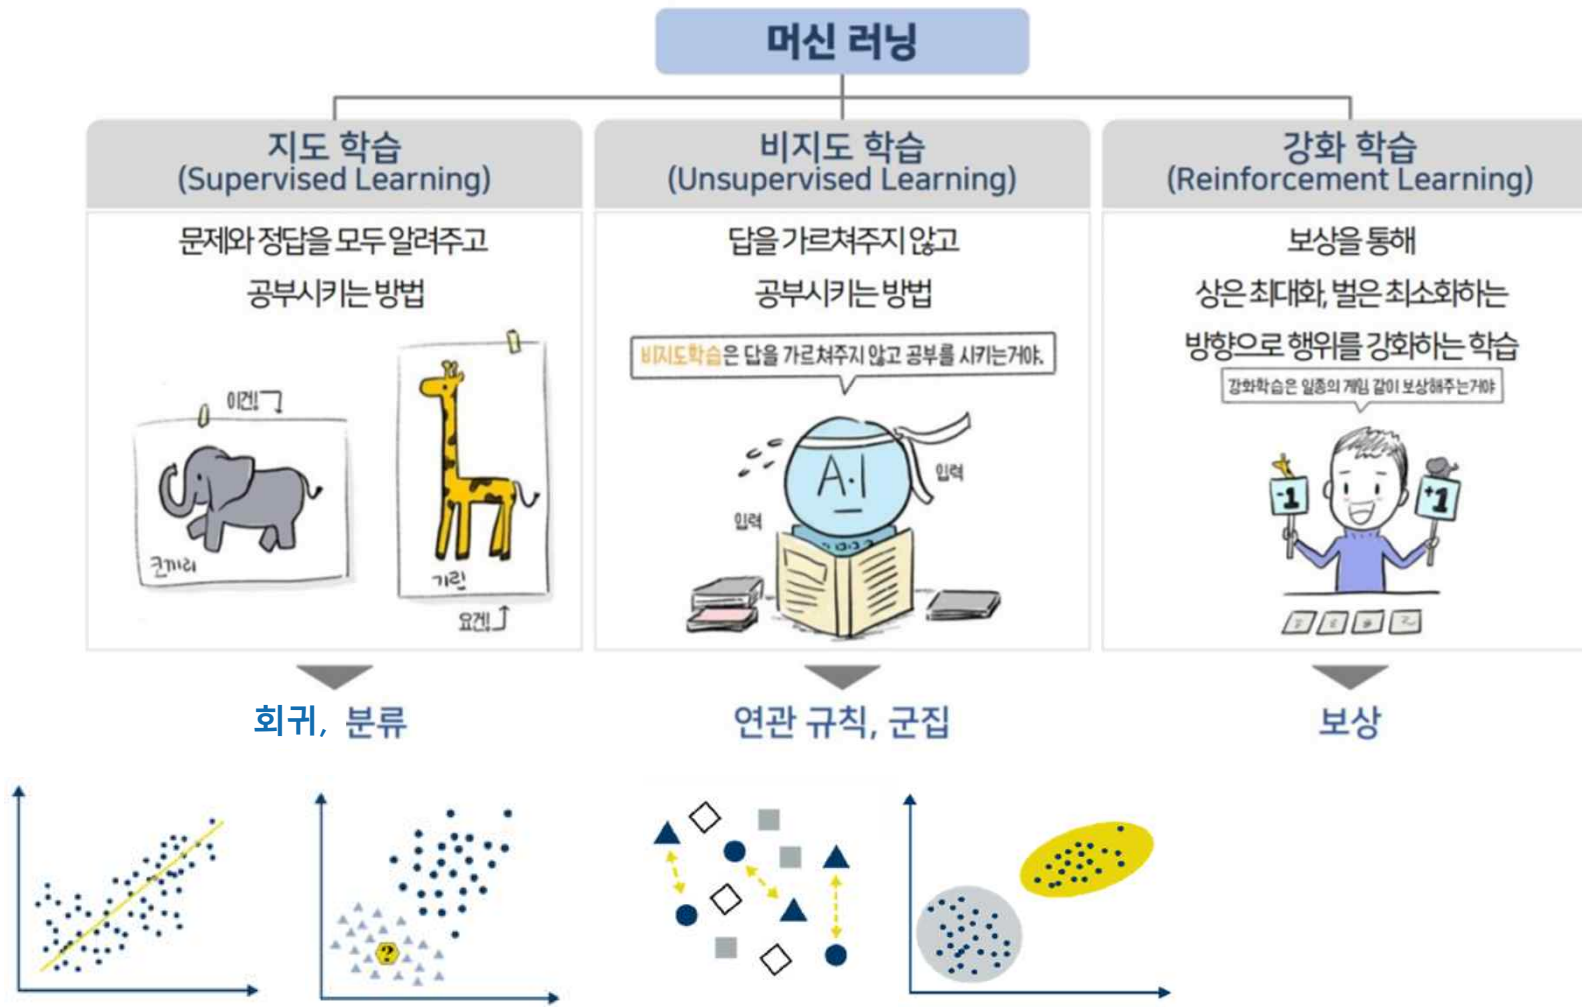 머신 러닝
지도 학습
(Supervised Learning)
문제와 정답을 모두 알려주고
공부시키는 방법
이건!
코끼리
기린
요건!
회귀, 분류
?
비지도 학습
(Unsupervised Learning)
답을 가르쳐주지 않고
공부시키는 방법
비지도학습은 답을 가르쳐주지 않고 공부를 시키는거야.
A.I
입력
입력
연관 규칙, 군집
강화 학습
(Reinforcement Learning)
보상을 통해
상은 최대화, 벌은 최소화하는
방향으로 행위를 강화하는 학습
강화학습은 일종의 게임 같이 보상해주는거야
-1
+1
보상